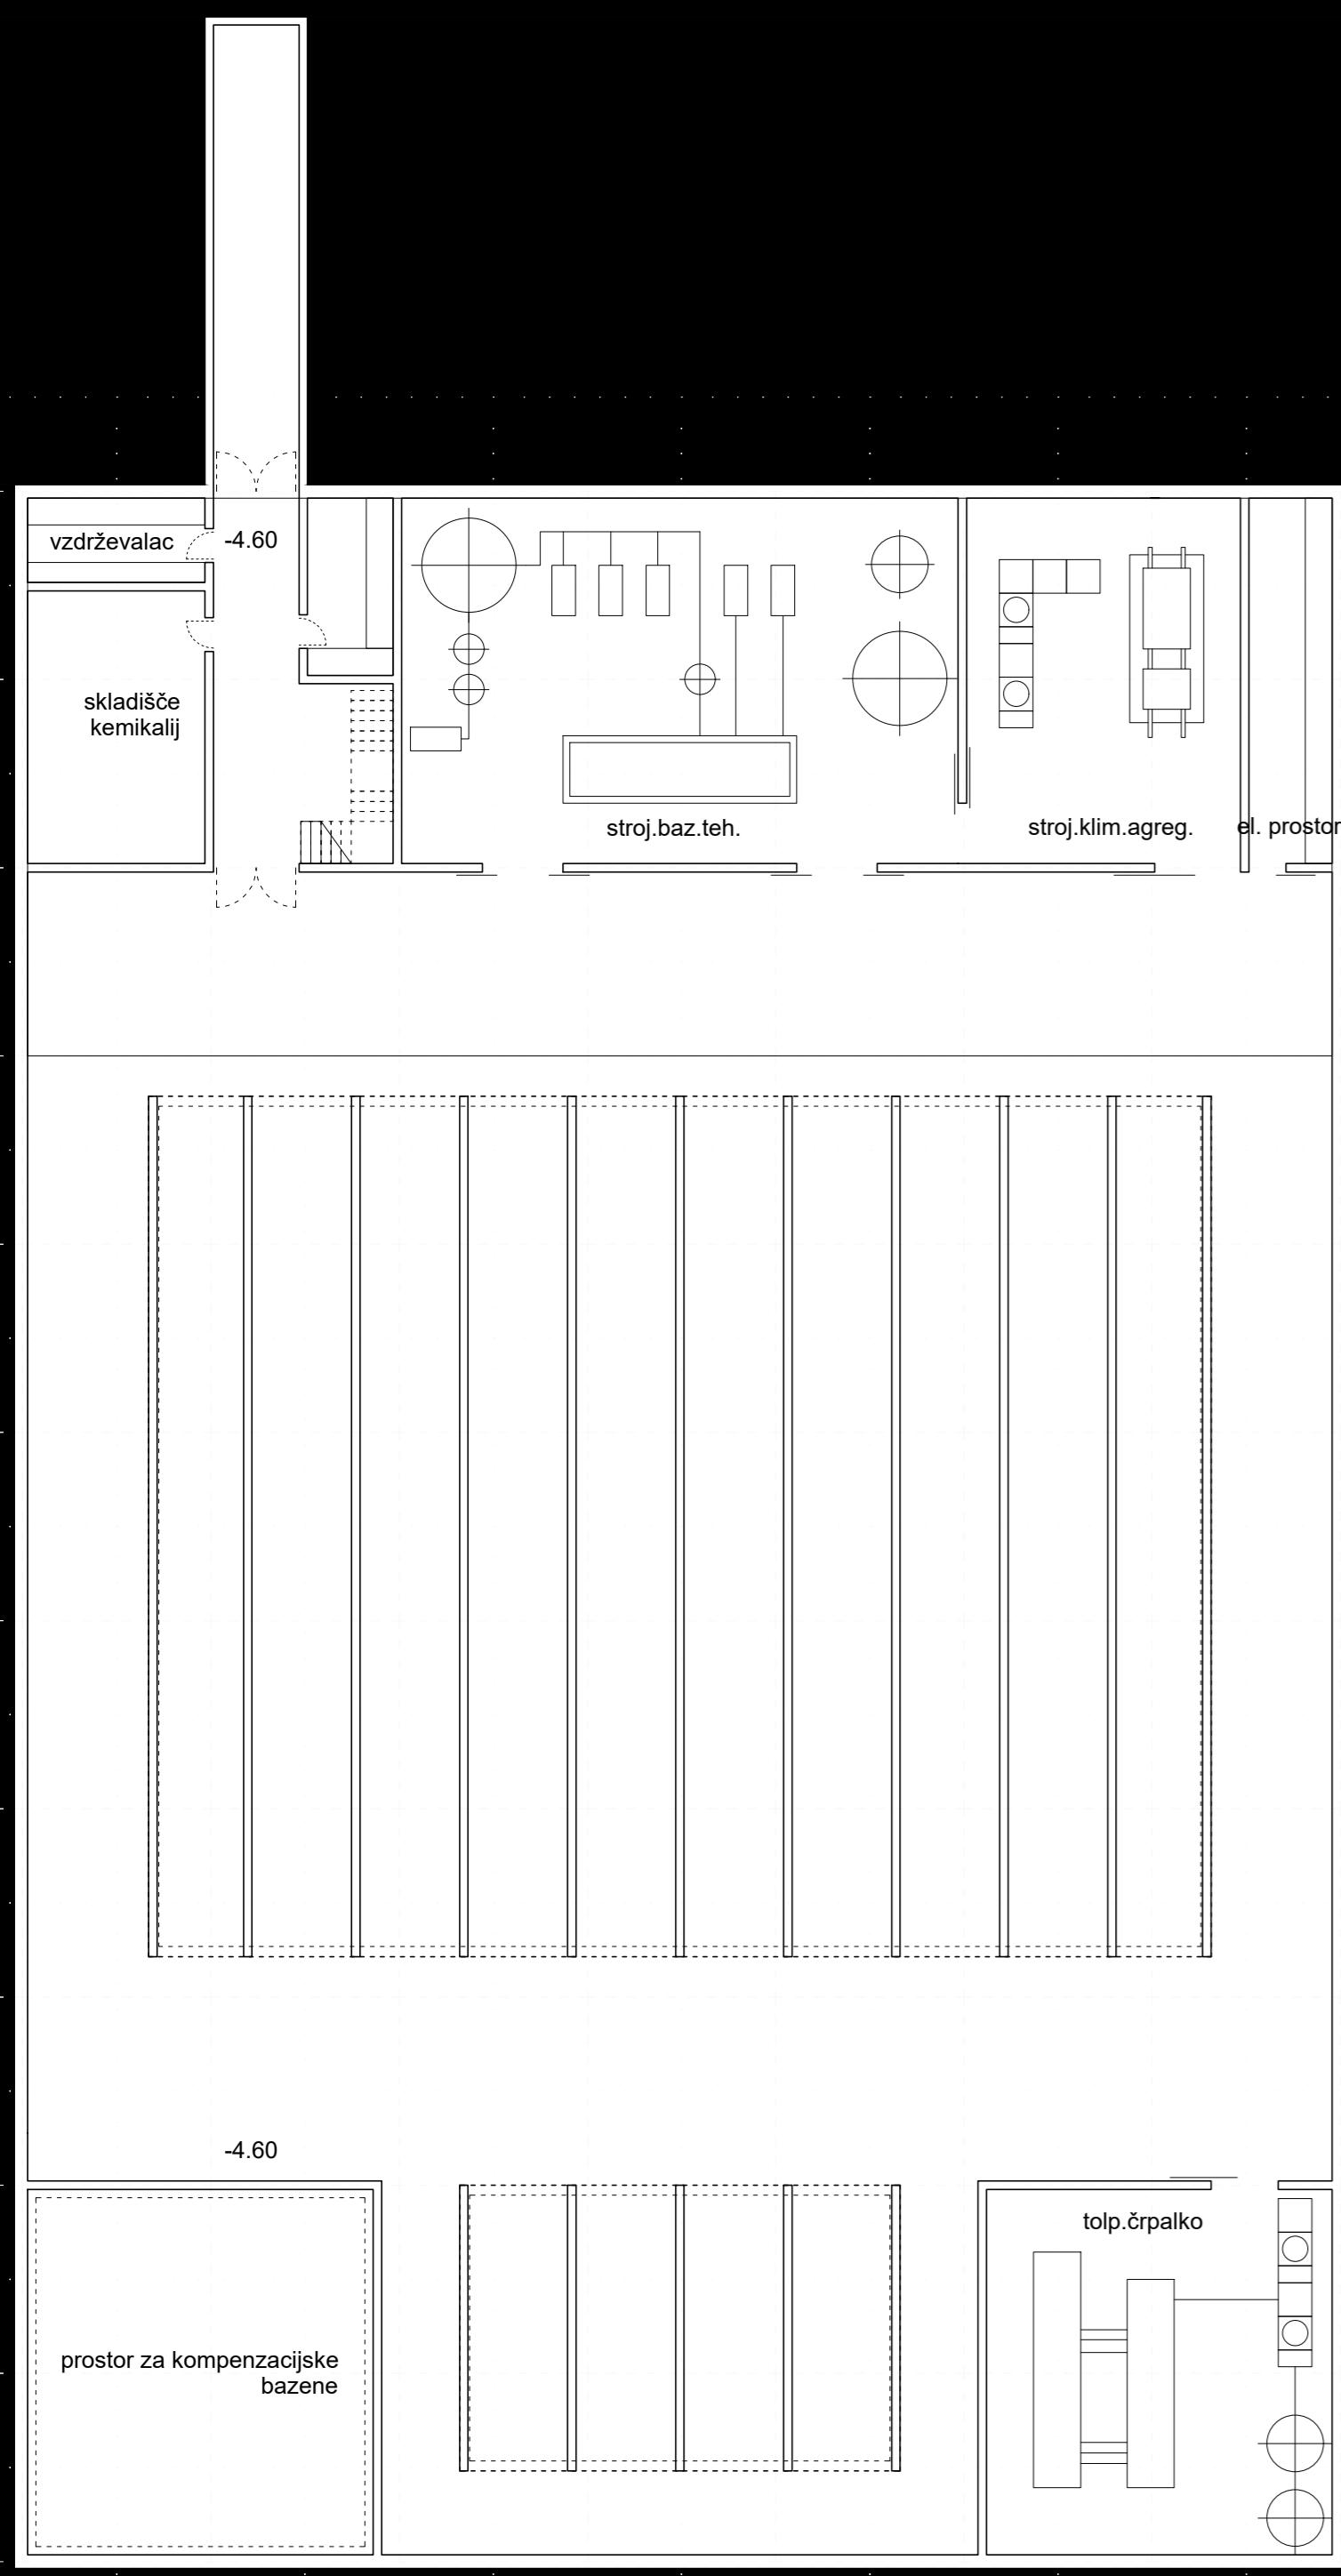 vzdrževalac
-4.60
skladišče
kemikalij
stroj.baz.teh.
stroj.klim.agreg.
el. prostor
-4.60
tolp.črpalko
prostor za kompenzacijske
bazene